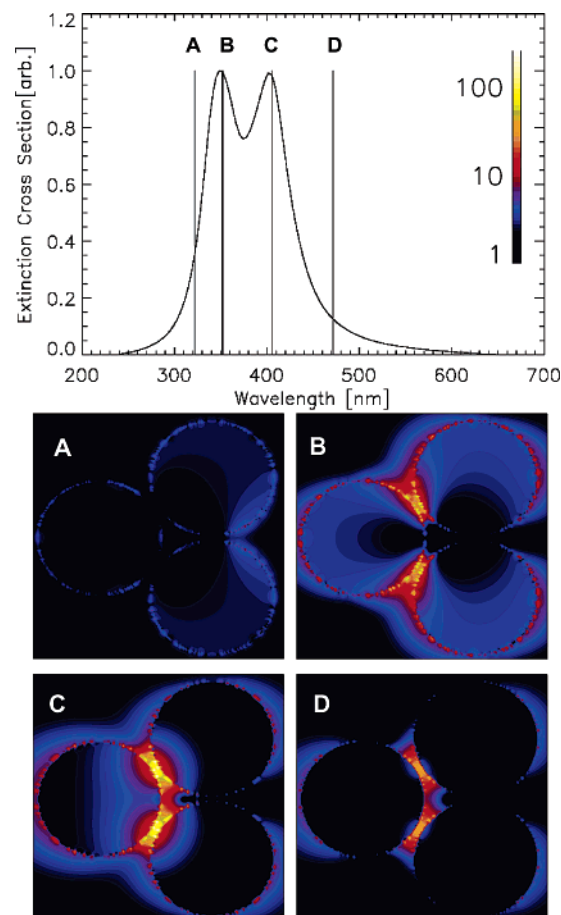 1.2
A B C D
1.0
100
0.8
0.6
10
0.4
0.2
1
0.0
Extinction Cross Section[arb.]
200 300 400 500 600 700
Wavelength [nm]
A
B
C
D